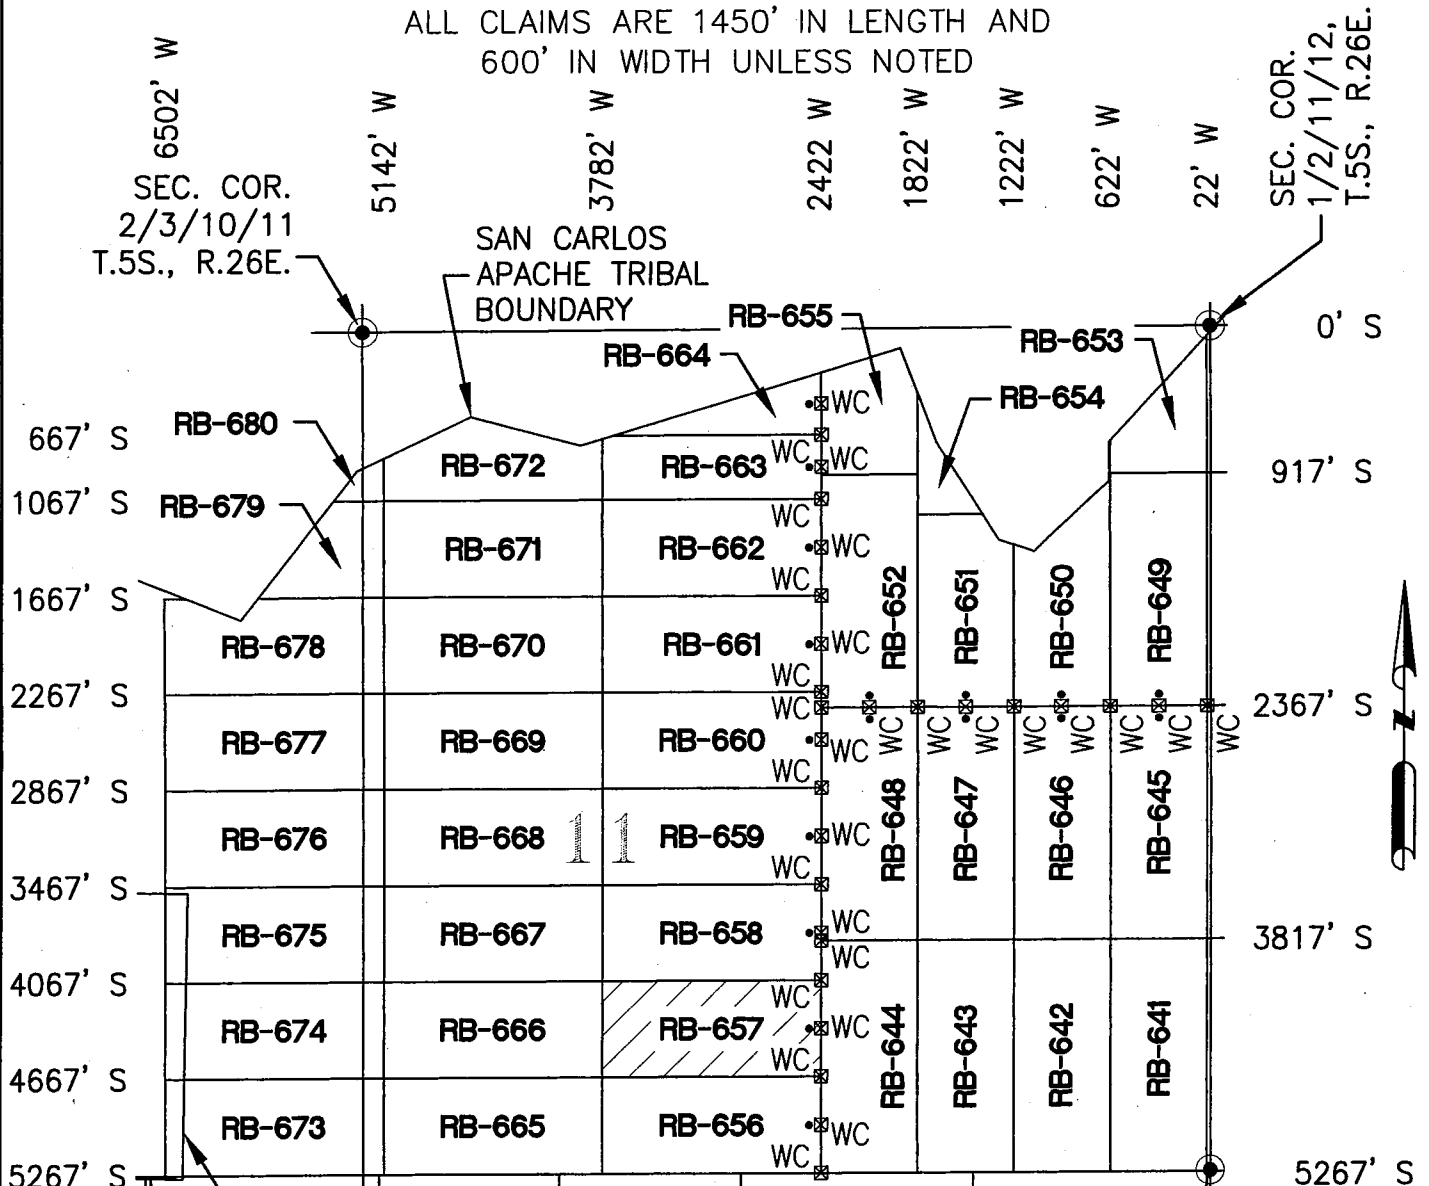 ALL CLAIMS ARE 1450' IN LENGTH AND
600' IN WIDTH UNLESS NOTED
6502' W
5142' W
3782' W
2422' W
1822' W
1222' W
622' W
22' W
SEC. COR.
1/2/11/12,
T.5S., R.26E.
SEC. COR.
2/3/10/11
T.5S., R.26E.
SAN CARLOS
APACHE TRIBAL
BOUNDARY
RB-655
RB-653
0' S
RB-664
RB-654
WC
RB-680
667' S
RB-672
RB-663
WC
WC
917' S
1067' S
RB-679
WC
RB-671
RB-662
WC
WC
1667' S
RB-652
RB-651
RB-650
RB-649
RB-678
RB-670
RB-661
WC
WC
2267' S
WC
2367' S
WC
WC
WC
WC
WC
WC
WC
WC
RB-677
RB-669
RB-660
WC
WC
2867' S
RB-648
RB-647
RB-646
RB-645
RB-676
RB-668
11
RB-659
WC
WC
3467' S
RB-675
RB-667
RB-658
WC
WC
3817' S
4067' S
WC
RB-674
RB-666
RB-657
WC
WC
RB-644
RB-643
RB-642
RB-641
4667' S
RB-673
RB-665
RB-656
WC
WC
5267' S
5267' S
N